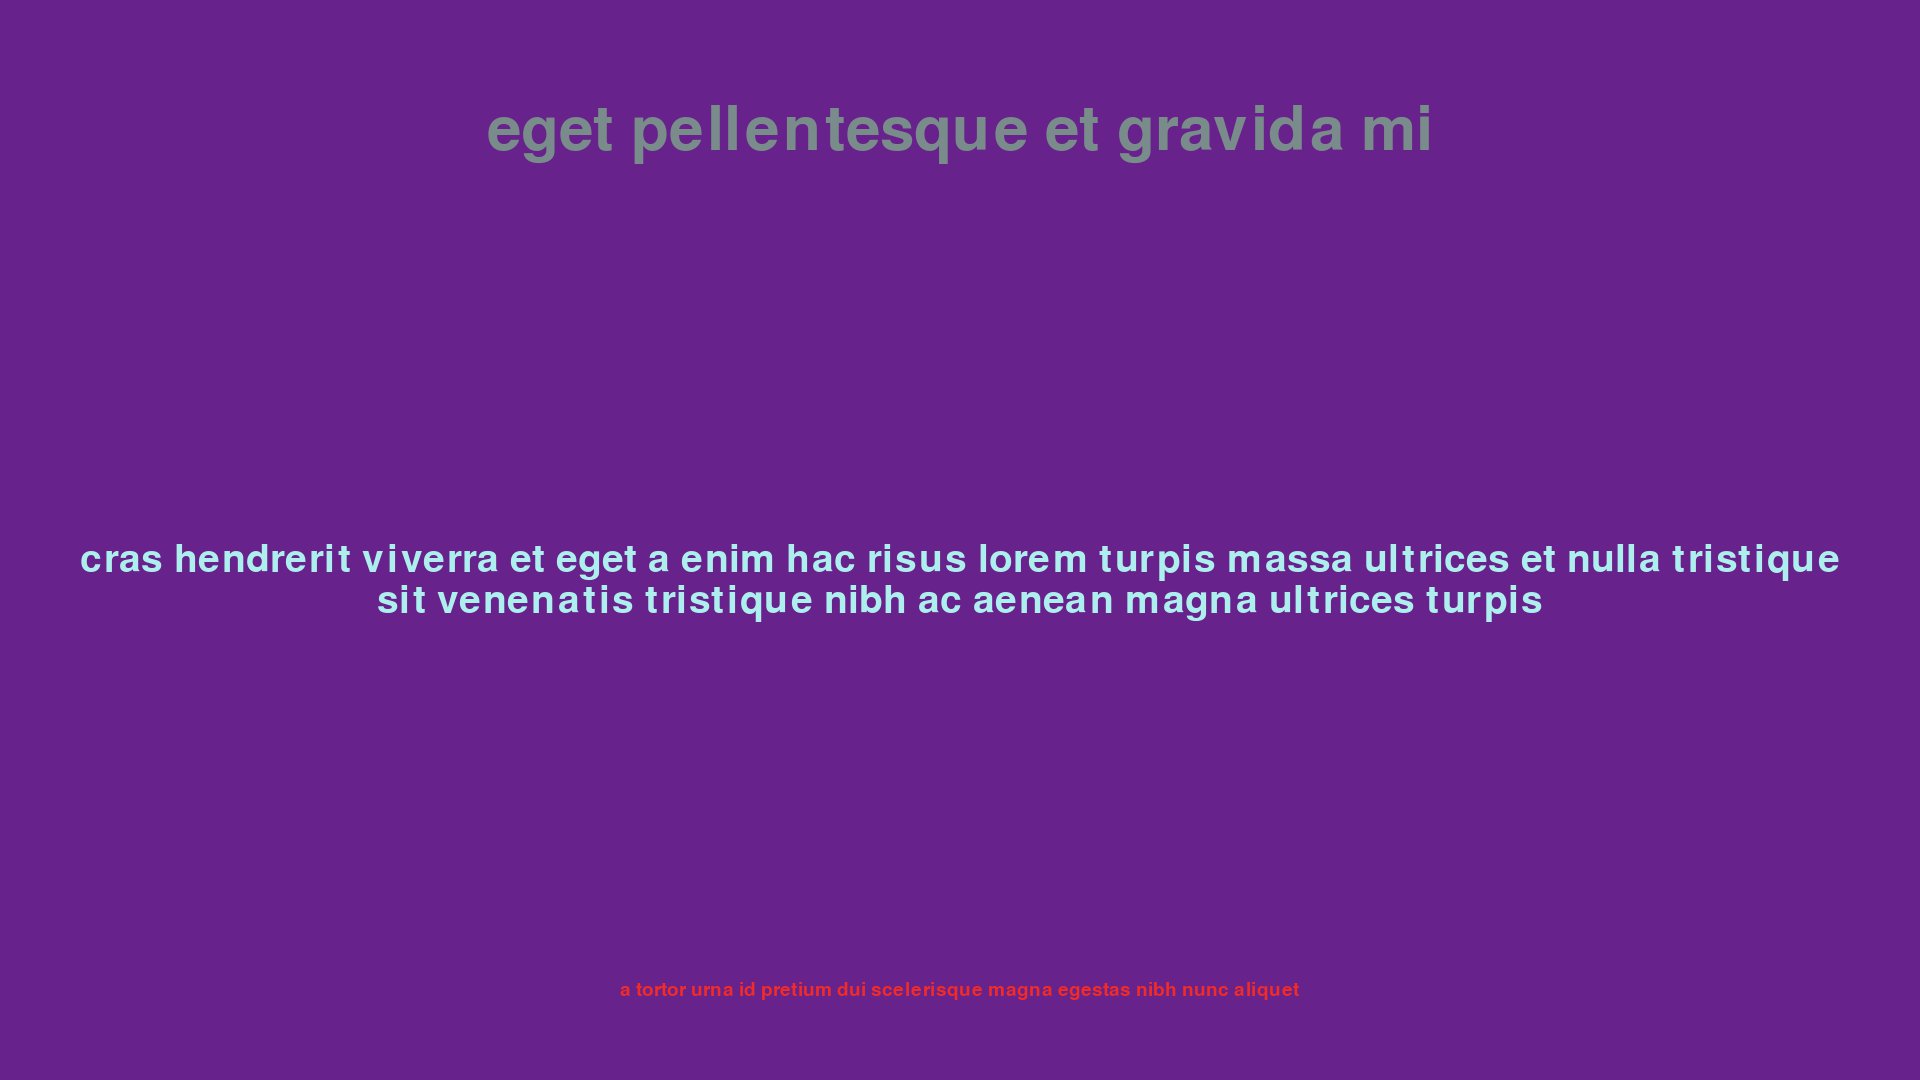 eget pellentesque et gravida mi
cras hendrerit viverra et eget a enim hac risus lorem turpis massa ultrices et nulla tristique
sit venenatis tristique nibh ac aenean magna ultrices turpis
a tortor urna id pretium dui scelerisque magna egestas nibh nunc aliquet